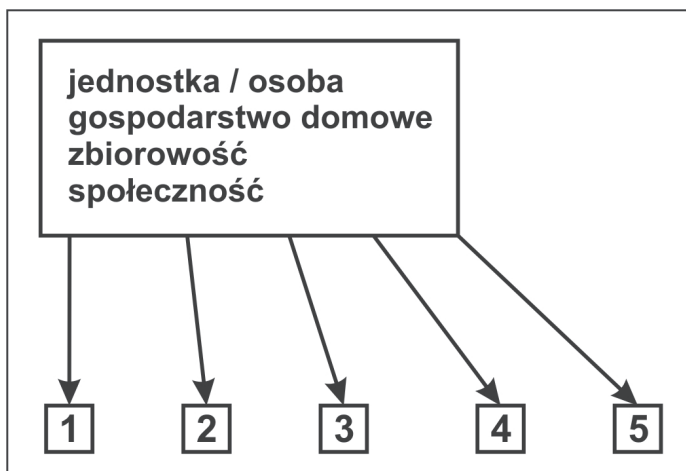 jednostka / osoba
gospodarstwo domowe
zbiorowość
społeczność
1 2 3 4 5